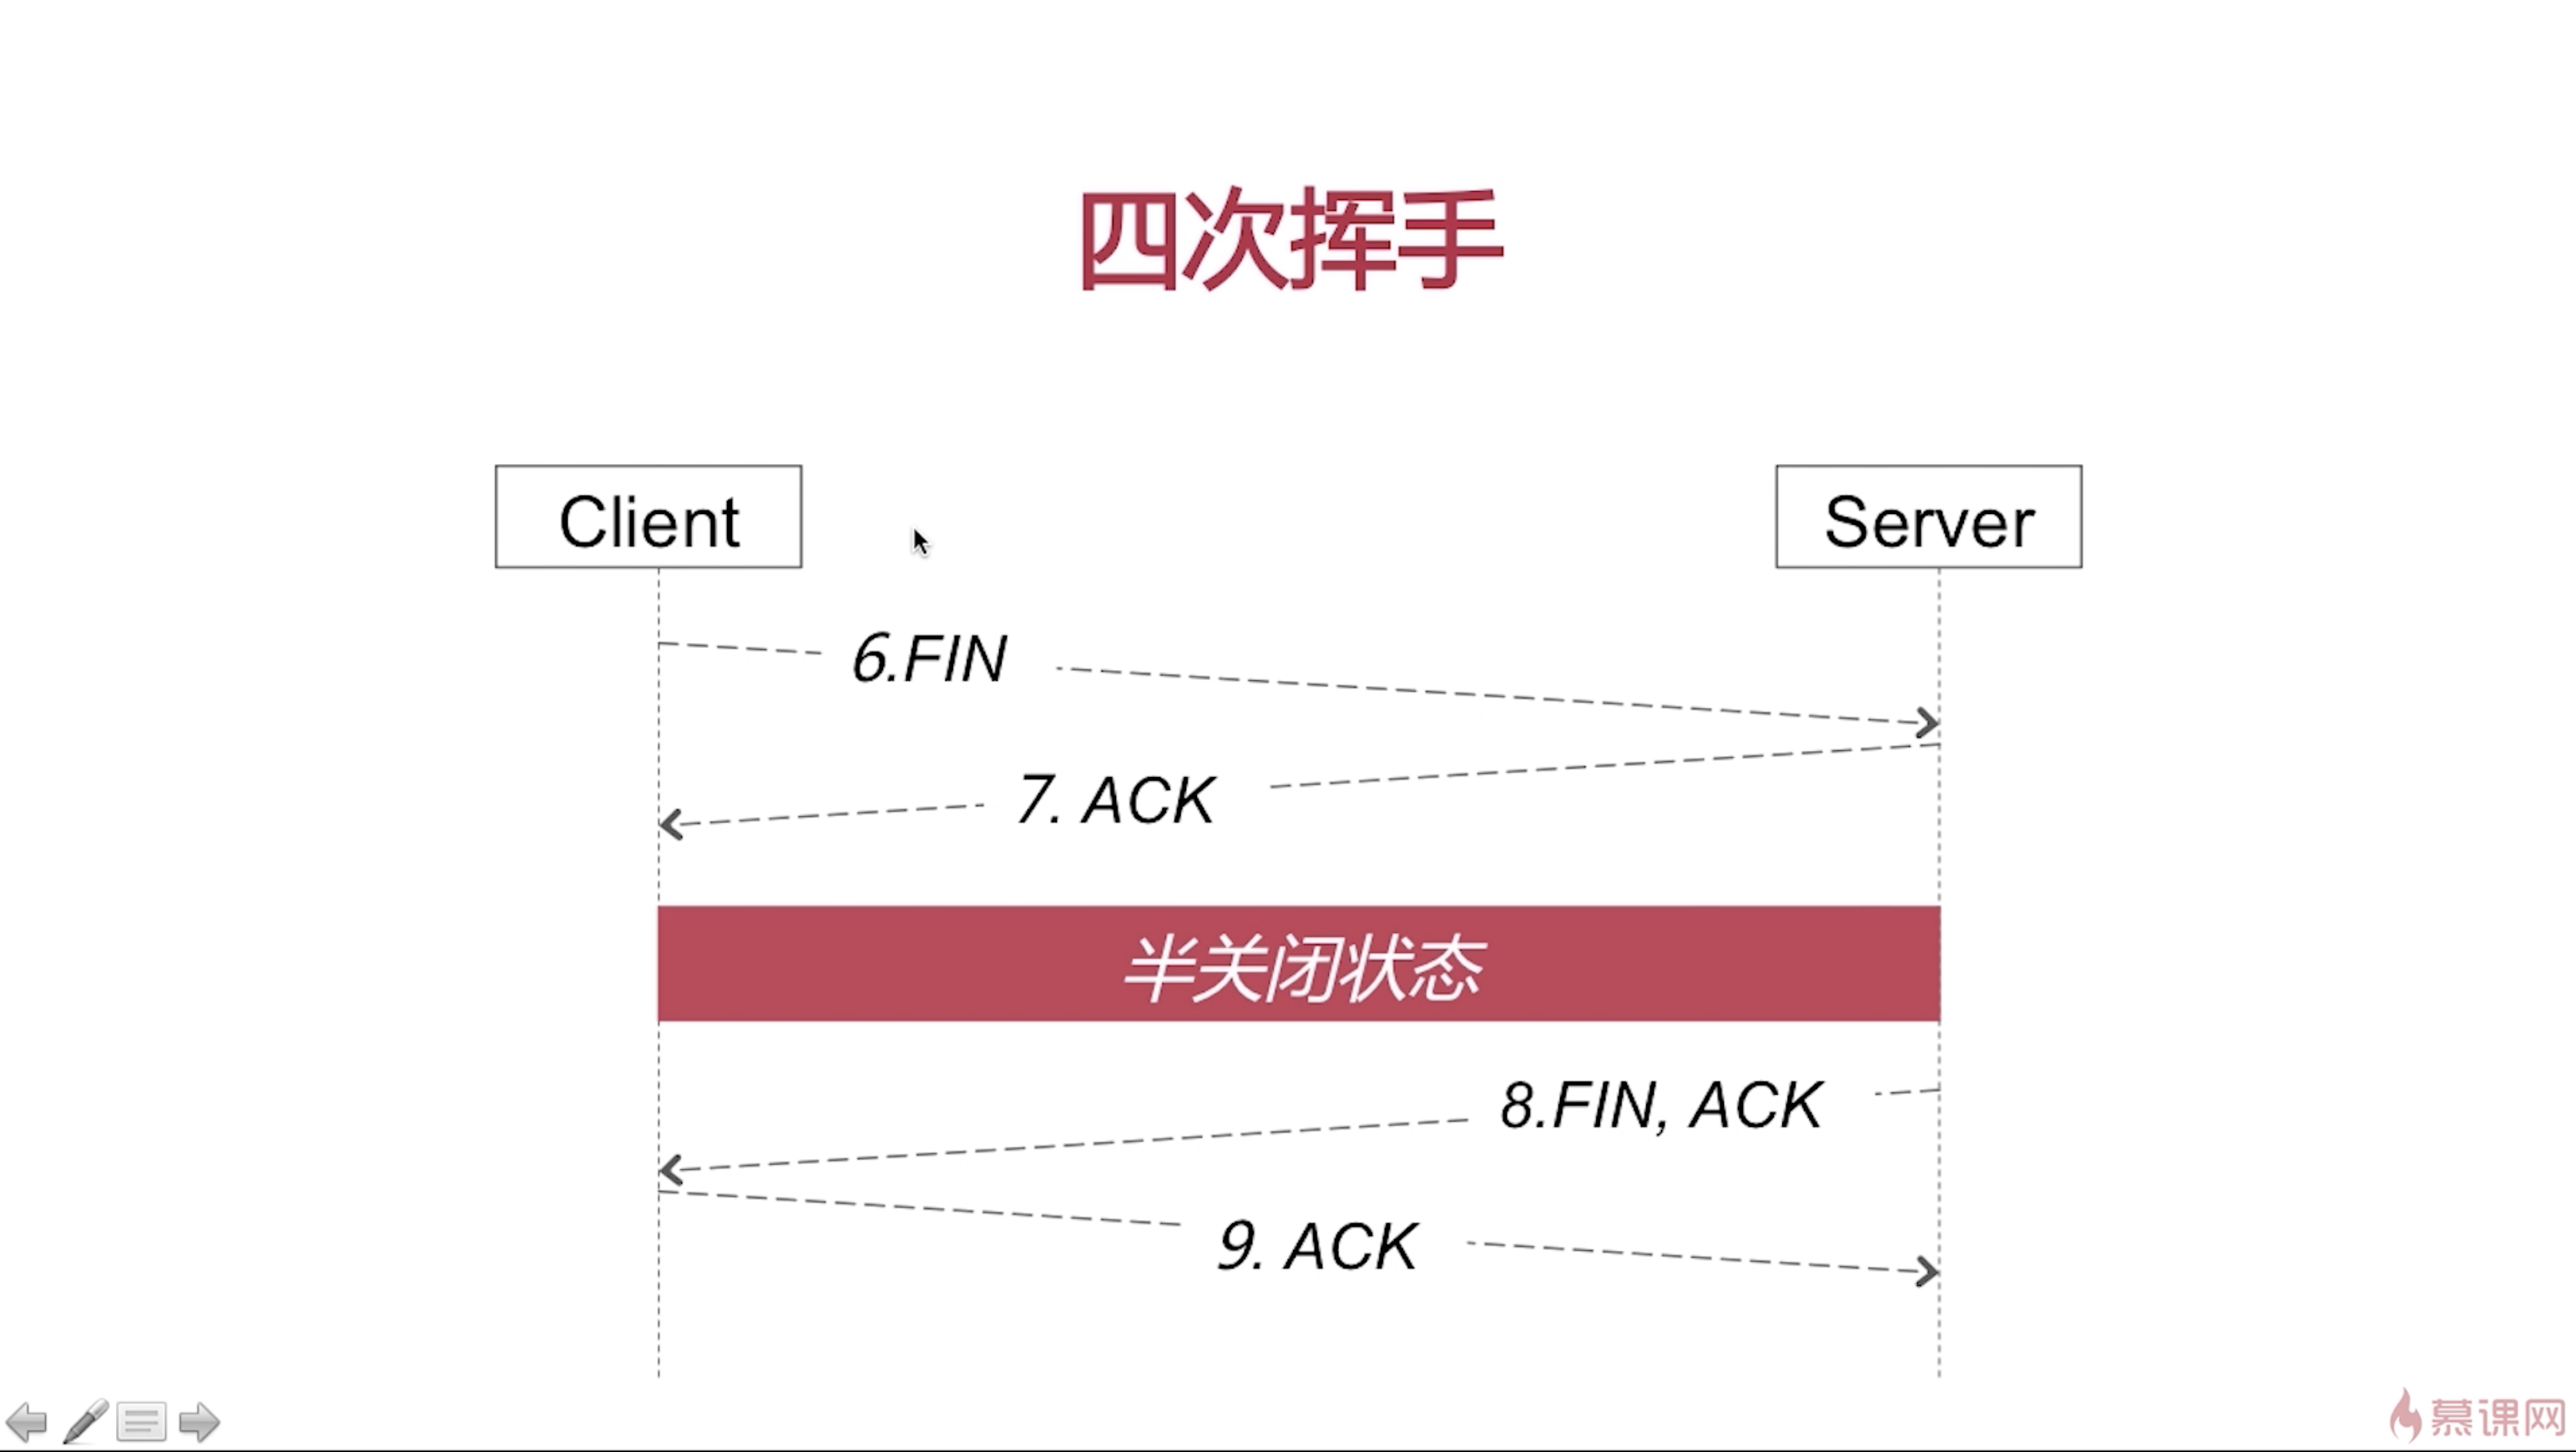 四次挥手
Client
Server
6.FIN
7. ACK
半关闭状态
8.FIN, ACK
9. ACK
慕课网